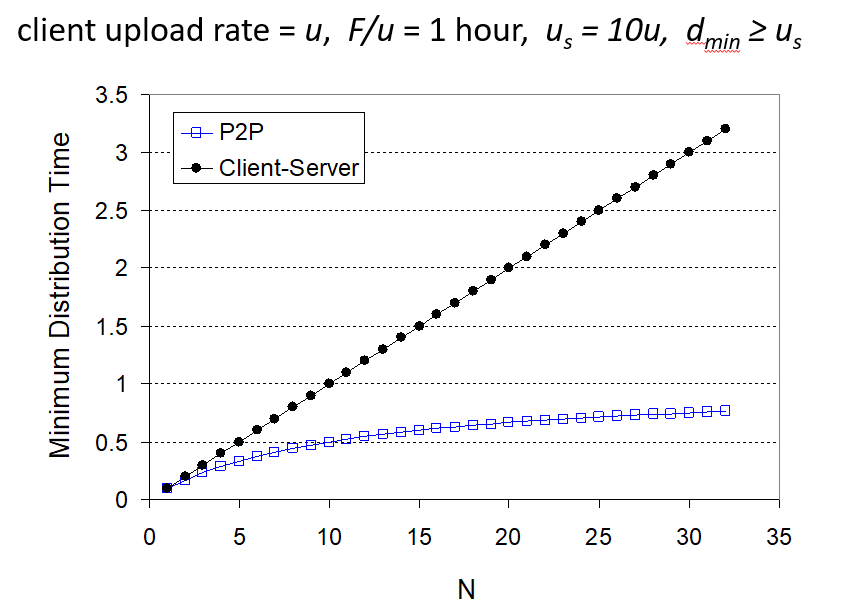 client upload rate = u, F/u = 1 hour, uₛ = 10u, dₘᵢₙ ≥ uₛ
3.5
P2P
Client-Server
3
2.5
2
1.5
1
0.5
0
Minimum Distribution Time
0 5 10 15 20 25 30 35
N